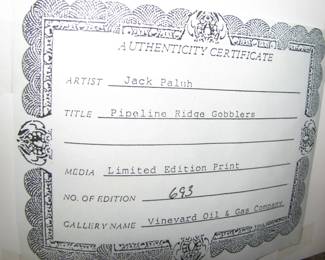 AUTHENTICITY CERTIFICATE
ARTIST Jack Paluh
TITLE Pipeline Ridge Gobblers
MEDIA Limited Edition Print
NO. OF EDITION 693
GALLERY NAME Vineyard Oil & Gas Company